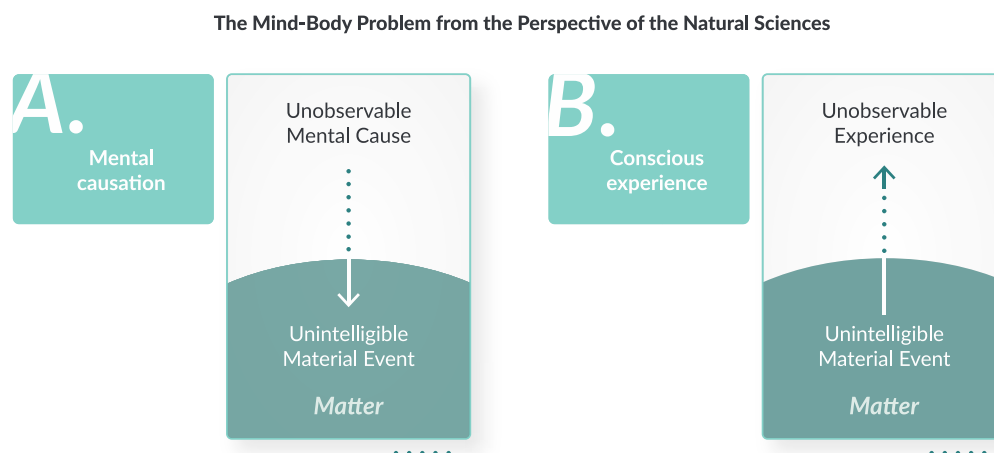 The Mind-Body Problem from the Perspective of the Natural Sciences
A.
Mental
causation
Unobservable
Mental Cause
Unintelligible
Material Event
Matter
B.
Conscious
experience
Unobservable
Experience
Unintelligible
Material Event
Matter